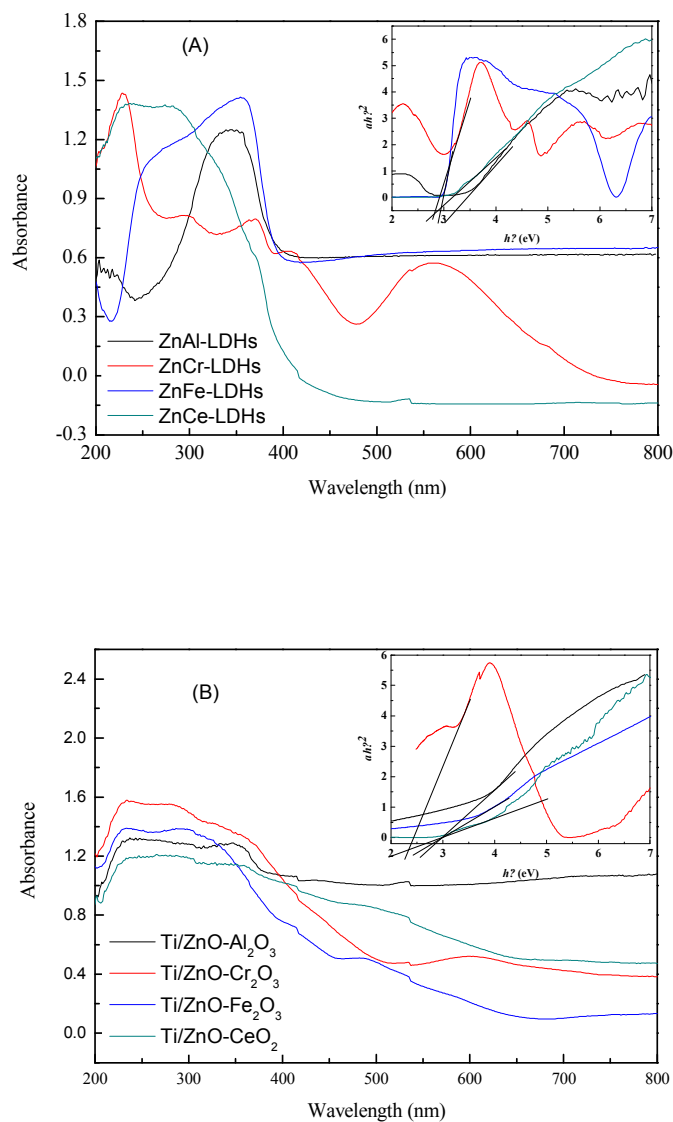 (A)
1.8
1.5
1.2
0.9
0.6
0.3
0.0
-0.3
Absorbance
200 300 400 500 600 700 800
Wavelength (nm)
ZnAl-LDHs
ZnCr-LDHs
ZnFe-LDHs
ZnCe-LDHs
6
5
4
3
2
1
0
ah?²
2 3 4 5 6 7
h? (eV)
(B)
2.4
2.0
1.6
1.2
0.8
0.4
0.0
Absorbance
200 300 400 500 600 700 800
Wavelength (nm)
Ti/ZnO-Al₂O₃
Ti/ZnO-Cr₂O₃
Ti/ZnO-Fe₂O₃
Ti/ZnO-CeO₂
6
5
4
3
2
1
0
ah?²
2 3 4 5 6 7
h? (eV)